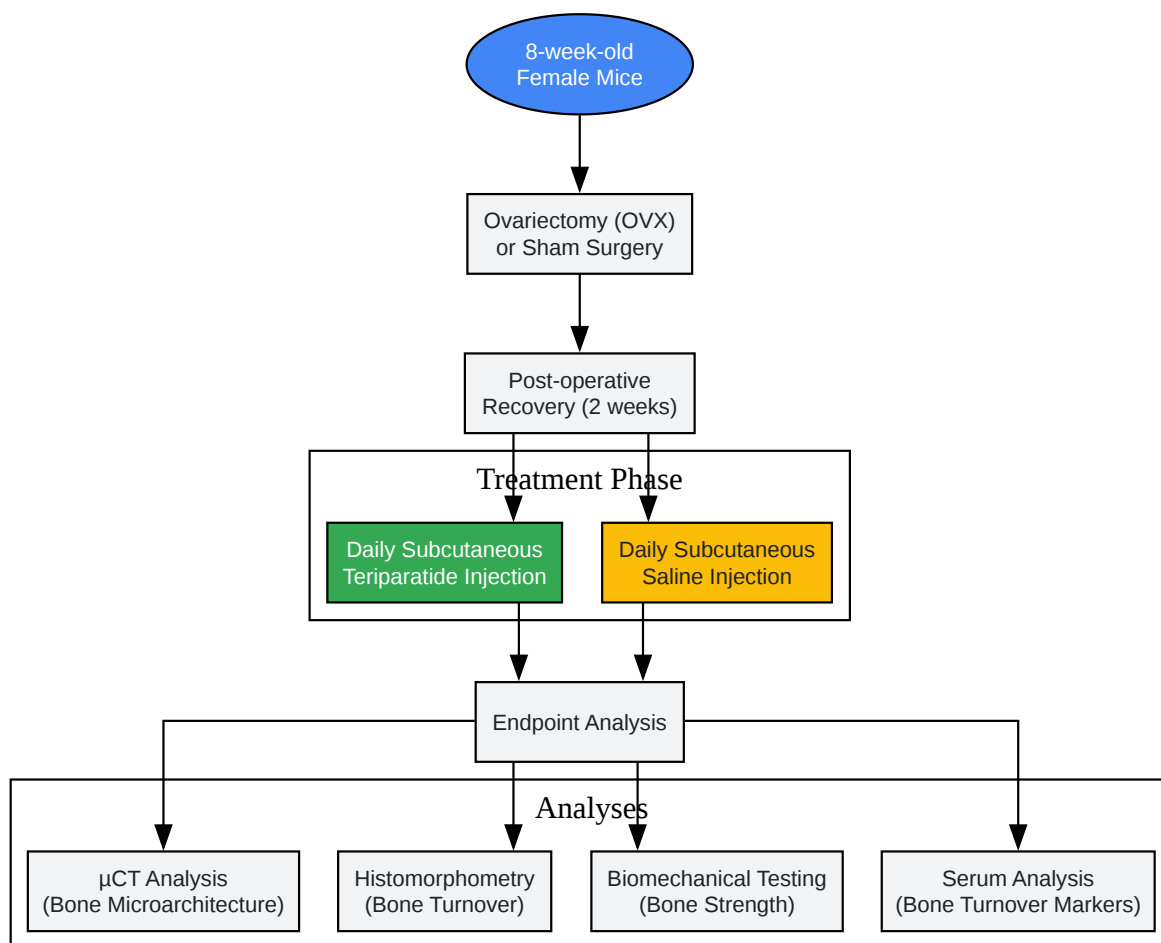 8-week-old
Female Mice
Ovariectomy (OVX)
or Sham Surgery
Post-operative
Recovery (2 weeks)
Treatment Phase
Daily Subcutaneous
Teriparatide Injection
Daily Subcutaneous
Saline Injection
Endpoint Analysis
Analyses
µCT Analysis
(Bone Microarchitecture)
Histomorphometry
(Bone Turnover)
Biomechanical Testing
(Bone Strength)
Serum Analysis
(Bone Turnover Markers)